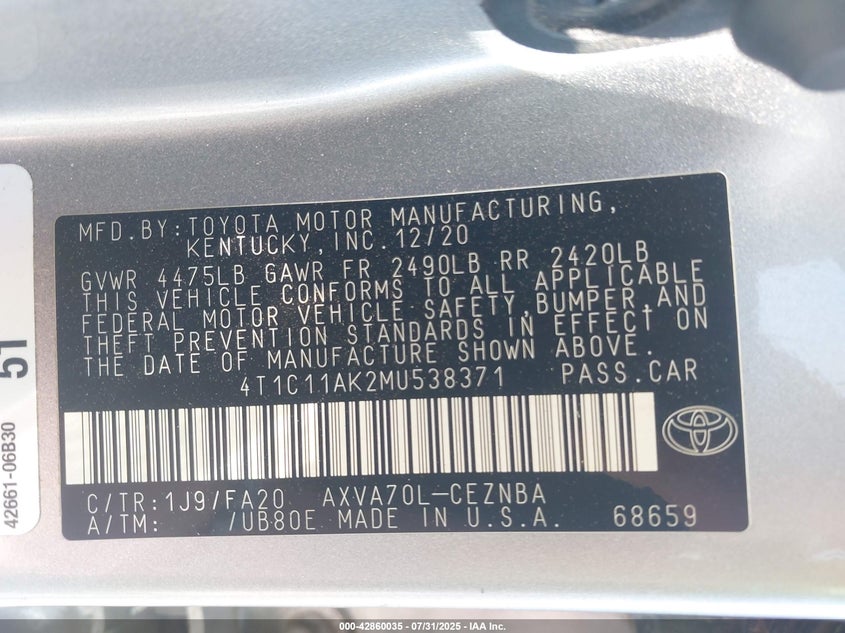 MFD.BY:TOYOTA MOTOR MANUFACTURING,
KENTUCKY,INC.12/20
GVWR 4475LB GAWR FR 2490LB RR 2420LB
THIS VEHICLE CONFORMS TO ALL APPLICABLE
FEDERAL MOTOR VEHICLE SAFETY,BUMPER,AND
THEFT PREVENTION STANDARDS IN EFFECT ON
THE DATE OF MANUFACTURE SHOWN ABOVE.
4T1C11AK2MU538371 PASS.CAR
C/TR:1J9/FA20 AXVA70L-CEZNBA
A/TM: /UB80E MADE IN U.S.A. 68659
51
42661-06B30
000-42860035 - 07/31/2025 - IAA Inc.